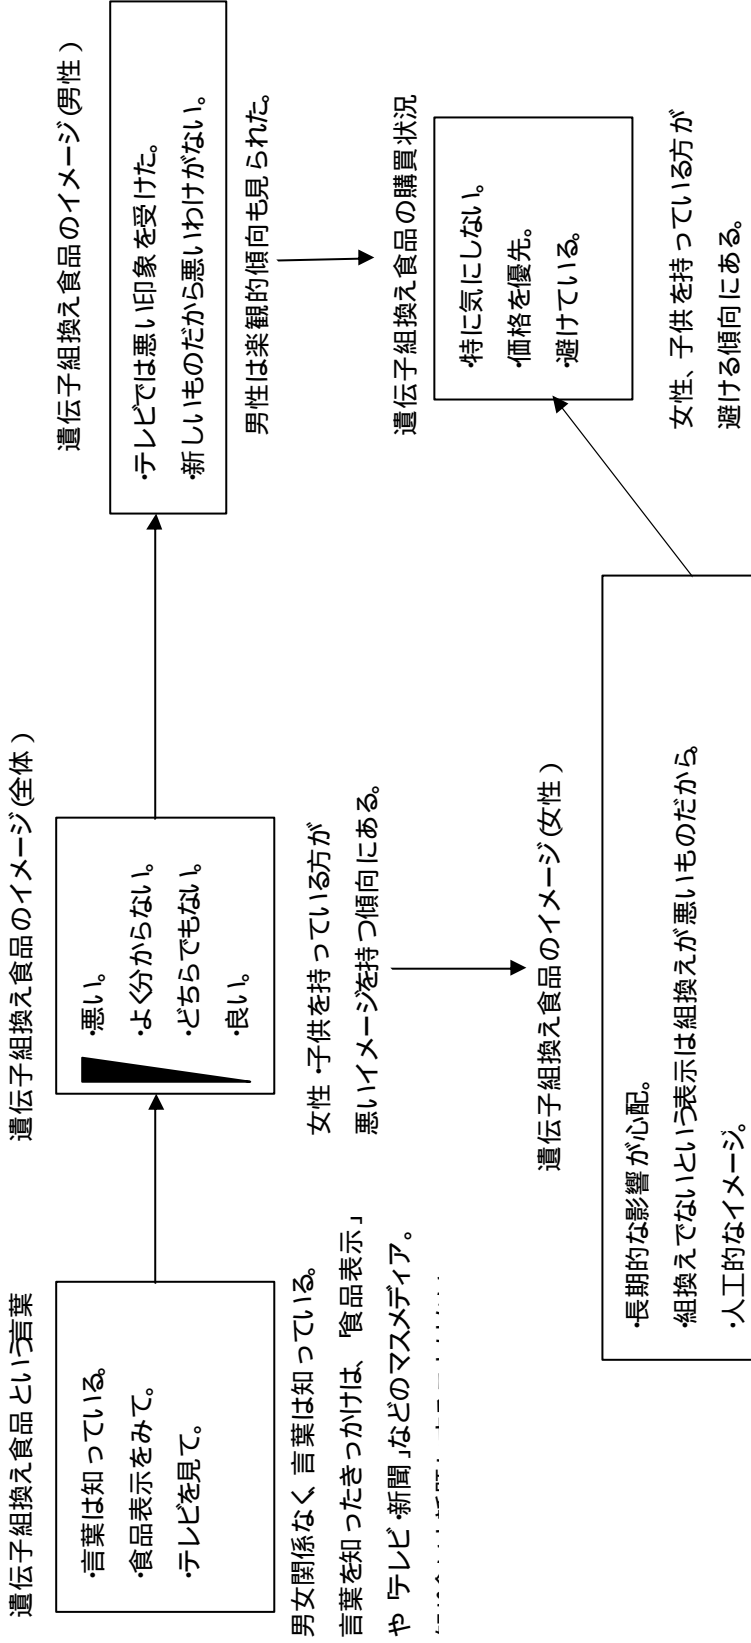 遺伝子組換え食品という言葉
・言葉は知っている。
・食品表示をみて。
・テレビを見て。
男女関係なく、言葉は知っている。
言葉を知ったきっかけは、「食品表示」
や「テレビ・新聞」などのマスメディア。
遺伝子組換え食品のイメージ(全体)
・悪い。
・よく分からない。
・どちらでもない。
・良い。
女性・子供を持っている方が
悪いイメージを持つ傾向にある。
遺伝子組換え食品のイメージ(男性)
・テレビでは悪い印象を受けた。
・新しいものだから悪いわけがない。
男性は楽観的傾向も見られた。
遺伝子組換え食品のイメージ(女性)
・長期的な影響が心配。
・組換えでないという表示は組換えが悪いものだから。
・人工的なイメージ。
遺伝子組換え食品の購買状況
・特に気にしない。
・価格を優先。
・避けている。
女性、子供を持っている方が
避ける傾向にある。